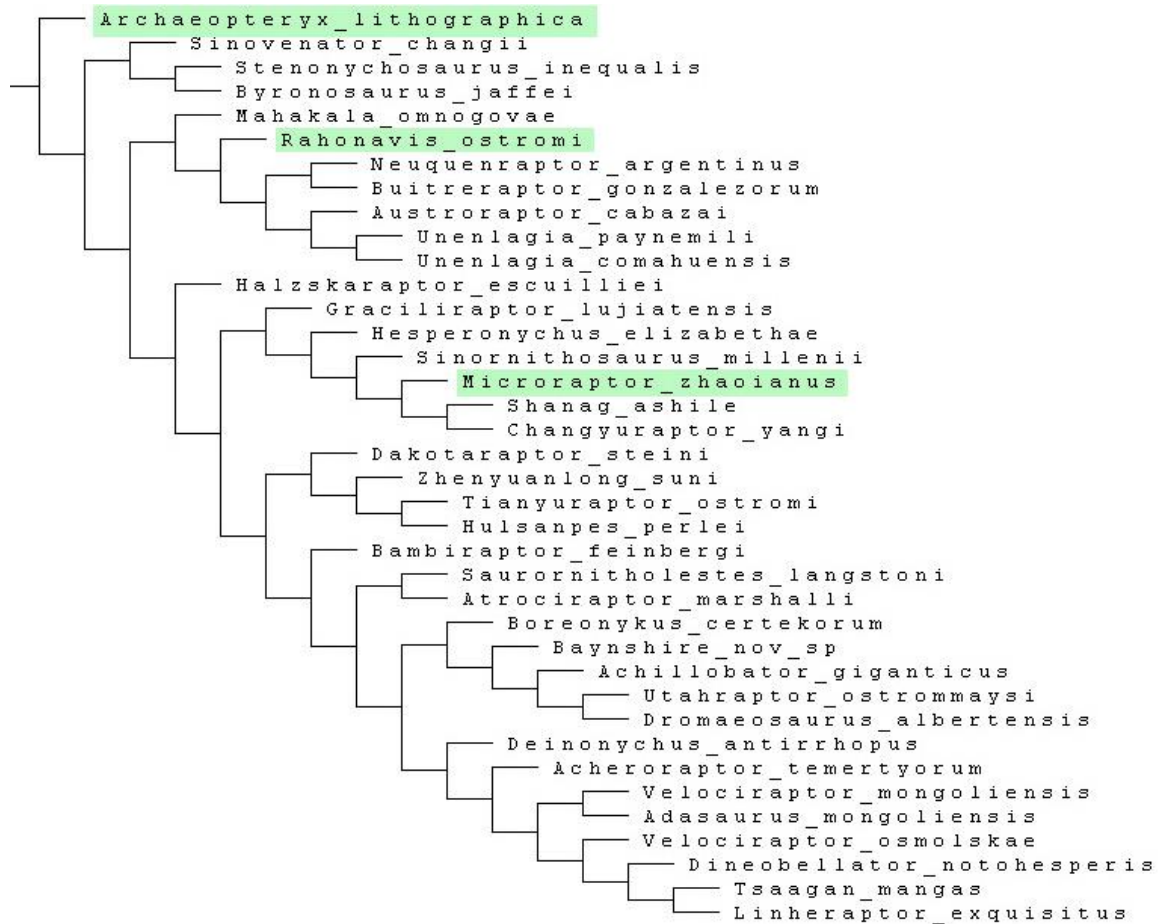 Archaeopteryx_lithographica
Sinovenator_changii
Stenonychosaurus_inequalis
Byronosaurus_jaffei
Mahakala_omnogovae
Rahonavis_ostromi
Neuquenraptor_argentinus
Buitreraptor_gonzalezorum
Austroraptor_cabazai
Unenlagia_paynemili
Unenlagia_comahuensis
Halzskaraptor_escuilliei
Graciliraptor_lujiatensis
Hesperonychus_elizabethae
Sinornithosaurus_millenii
Microraptor_zhaoianus
Shanag_ashile
Changyuraptor_yangi
Dakotaraptor_steini
Zhenyuanlong_suni
Tianyuraptor_ostromi
Hulsanpes_perlei
Bambiraptor_feinbergi
Saurornitholestes_langstoni
Atrociraptor_marshalli
Boreonykus_certekorum
Baynshire_nov_sp
Achillobator_giganticus
Utahraptor_ostrommaysi
Dromaeosaurus_albertensis
Deinonychus_antirrhopus
Acheroraptor_temertyorum
Velociraptor_mongoliensis
Adasaurus_mongoliensis
Velociraptor_osmolskae
Dineobellator_notohesperis
Tsaagan_mangas
Linheraptor_exquisitus